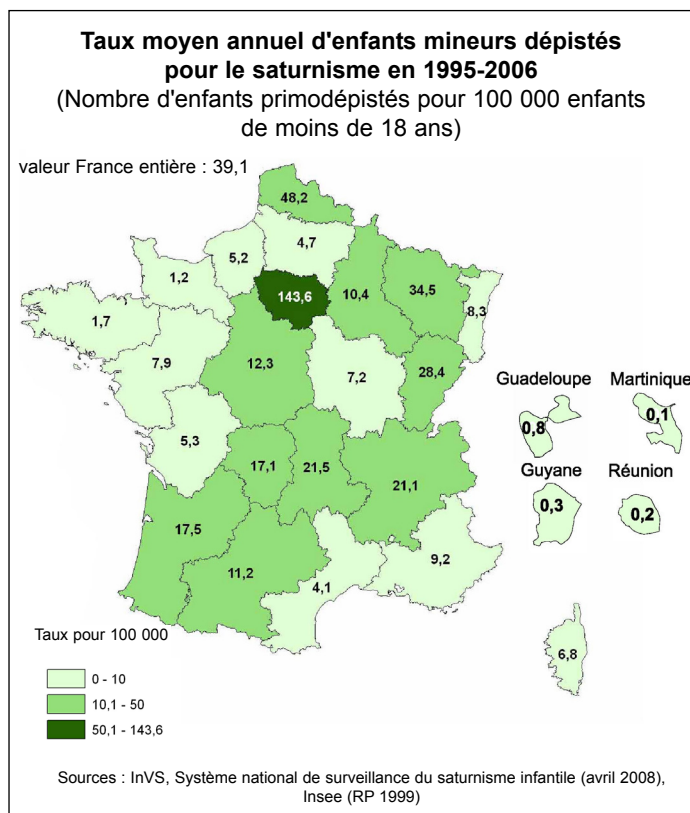 Taux moyen annuel d'enfants mineurs dépistés
pour le saturnisme en 1995-2006
(Nombre d'enfants primodépistés pour 100 000 enfants
de moins de 18 ans)
valeur France entière : 39,1
48,2
4,7
5,2
1,2
143,6
10,4
34,5
8,3
1,7
7,9
12,3
7,2
28,4
Guadeloupe
Martinique
0,8
0,1
5,3
17,1
21,5
21,1
Guyane
Réunion
0,3
0,2
17,5
11,2
4,1
9,2
6,8
Taux pour 100 000
0 - 10
10,1 - 50
50,1 - 143,6
Sources : InVS, Système national de surveillance du saturnisme infantile (avril 2008),
Insee (RP 1999)